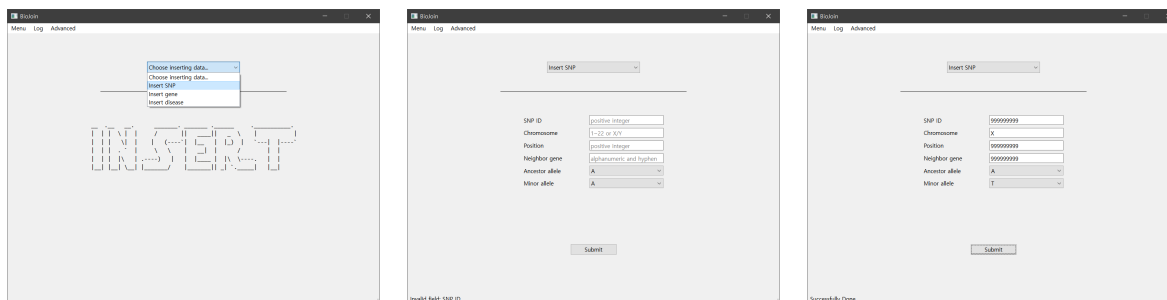 BioJoin
Menu Log Advanced
Choose inserting data...
Choose inserting data...
Insert SNP
Insert gene
Insert disease
BioJoin
Menu Log Advanced
Insert SNP
SNP ID positive integer
Chromosome 1~22 or X/Y
Position positive integer
Neighbor gene alphanumeric and hyphen
Ancestor allele A
Minor allele A
Submit
Invalid field: SNP ID
BioJoin
Menu Log Advanced
Insert SNP
SNP ID 999999999
Chromosome X
Position 999999999
Neighbor gene 999999999
Ancestor allele A
Minor allele T
Submit
Successfully Done